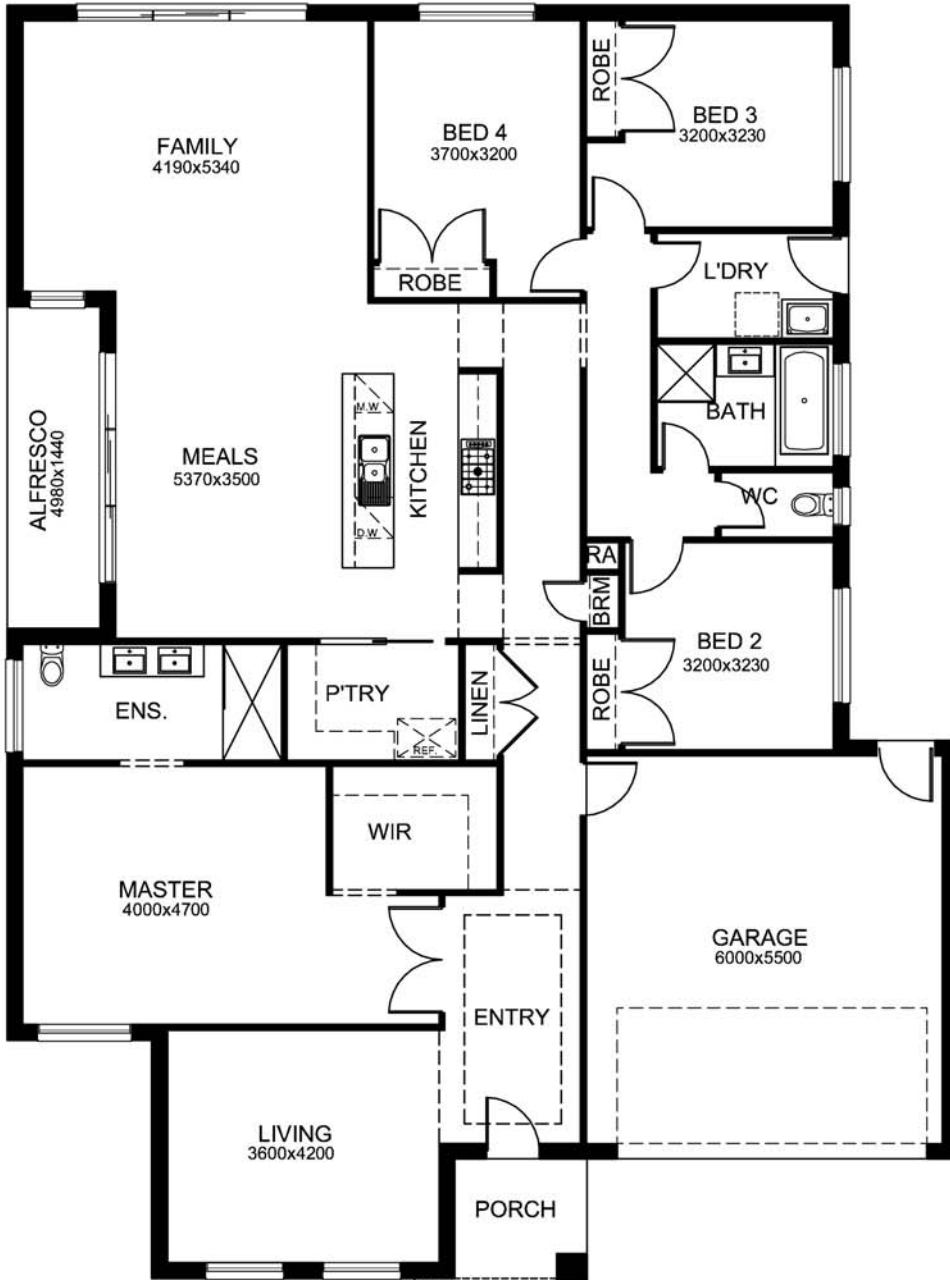 FAMILY
4190x5340
BED 4
3700x3200
ROBE
BED 3
3200x3230
ROBE
L'DRY
BATH
WC
ALFRESCO
4980x1440
MEALS
5370x3500
M.W
D.W
KITCHEN
RA
BRM
BED 2
3200x3230
ROBE
ENS.
P'TRY
REF.
LINEN
WIR
MASTER
4000x4700
GARAGE
6000x5500
ENTRY
LIVING
3600x4200
PORCH